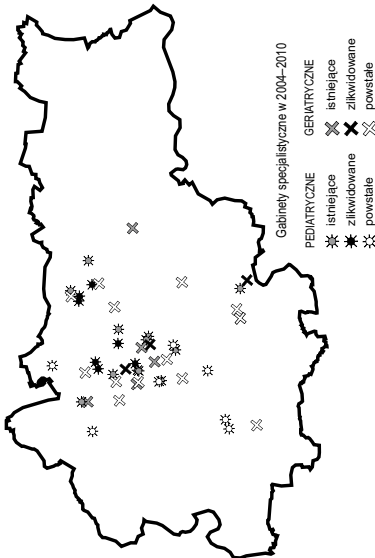 Gabinety specjalistyczne w 2004–2010
PEDIATRYCZNE
istniejące
zlikwidowane
powstałe
GERIATRYCZNE
istniejące
zlikwidowane
powstałe